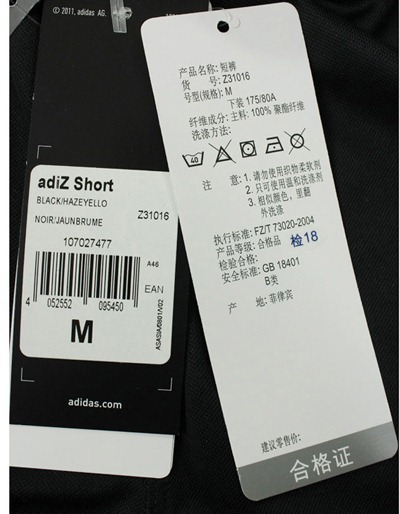 © 2011, adidas AG.
adiZ Short
BLACK/HAZEYELLO
Z31016
NOIR/JAUNBRUME
107027477
A46
EAN
4 052552 095450
M
ASASIA/0801/V02
adidas.com
产品名称: 短裤
货 号: Z31016
号型(规格): M
下装 175/80A
纤维成分: 主料: 100% 聚酯纤维
洗涤方法:
40
注 意: 1. 请勿使用织物柔软剂
2. 只可使用温和洗涤剂
3. 相似颜色，里翻
外洗涤
执行标准: FZ/T 73020-2004
产品等级: 合格品
检验合格: 检18
安全标准: GB 18401
B类
产 地: 菲律宾
建议零售价:
合格证